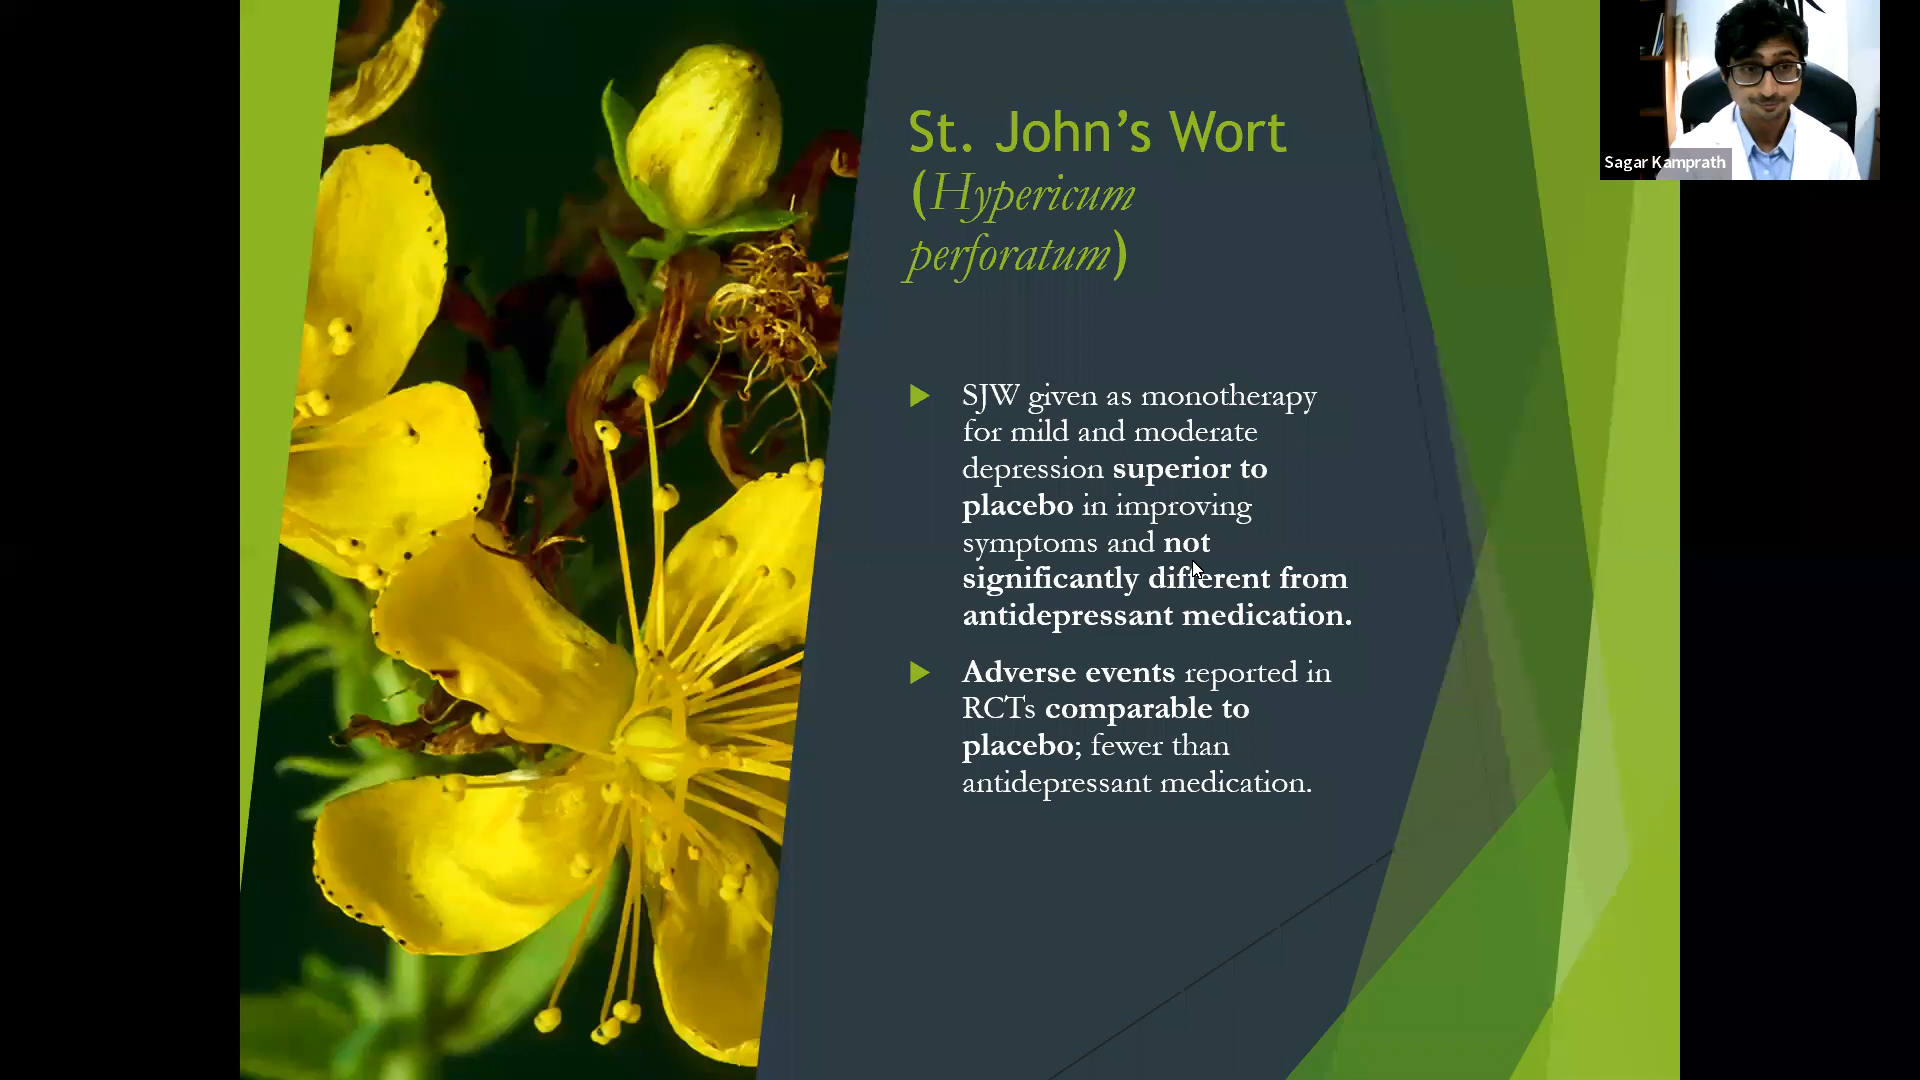 St. John’s Wort
(Hypericum
perforatum)
SJW given as monotherapy
for mild and moderate
depression superior to
placebo in improving
symptoms and not
significantly different from
antidepressant medication.
Adverse events reported in
RCTs comparable to
placebo; fewer than
antidepressant medication.
Sagar Kamprath